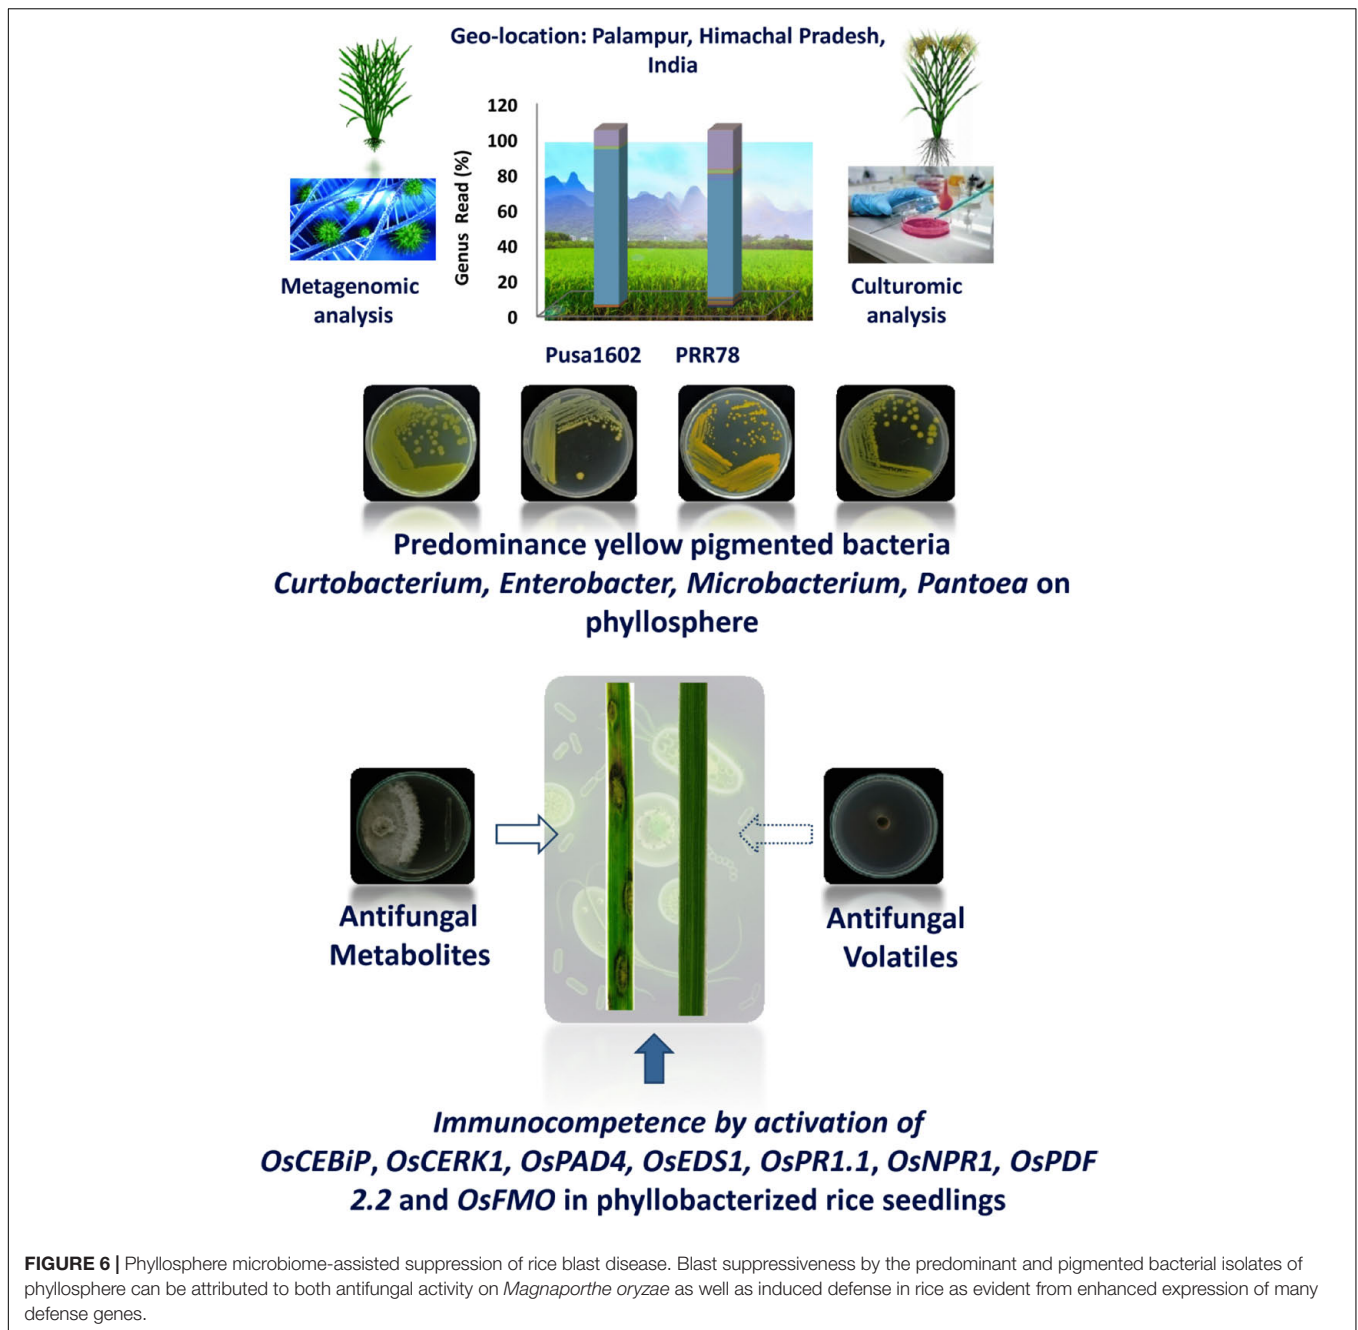 Geo-location: Palampur, Himachal Pradesh,
India
120
100
80
60
40
20
0
Genus Read (%)
Pusa1602 PRR78
Metagenomic
analysis
Culturomic
analysis
Predominance yellow pigmented bacteria
Curtobacterium, Enterobacter, Microbacterium, Pantoea on
phyllosphere
Antifungal
Metabolites
Antifungal
Volatiles
Immunocompetence by activation of
OsCEBiP, OsCERK1, OsPAD4, OsEDS1, OsPR1.1, OsNPR1, OsPDF
2.2 and OsFMO in phyllobacterized rice seedlings
FIGURE 6 | Phyllosphere microbiome-assisted suppression of rice blast disease. Blast suppressiveness by the predominant and pigmented bacterial isolates of
phyllosphere can be attributed to both antifungal activity on Magnaporthe oryzae as well as induced defense in rice as evident from enhanced expression of many
defense genes.